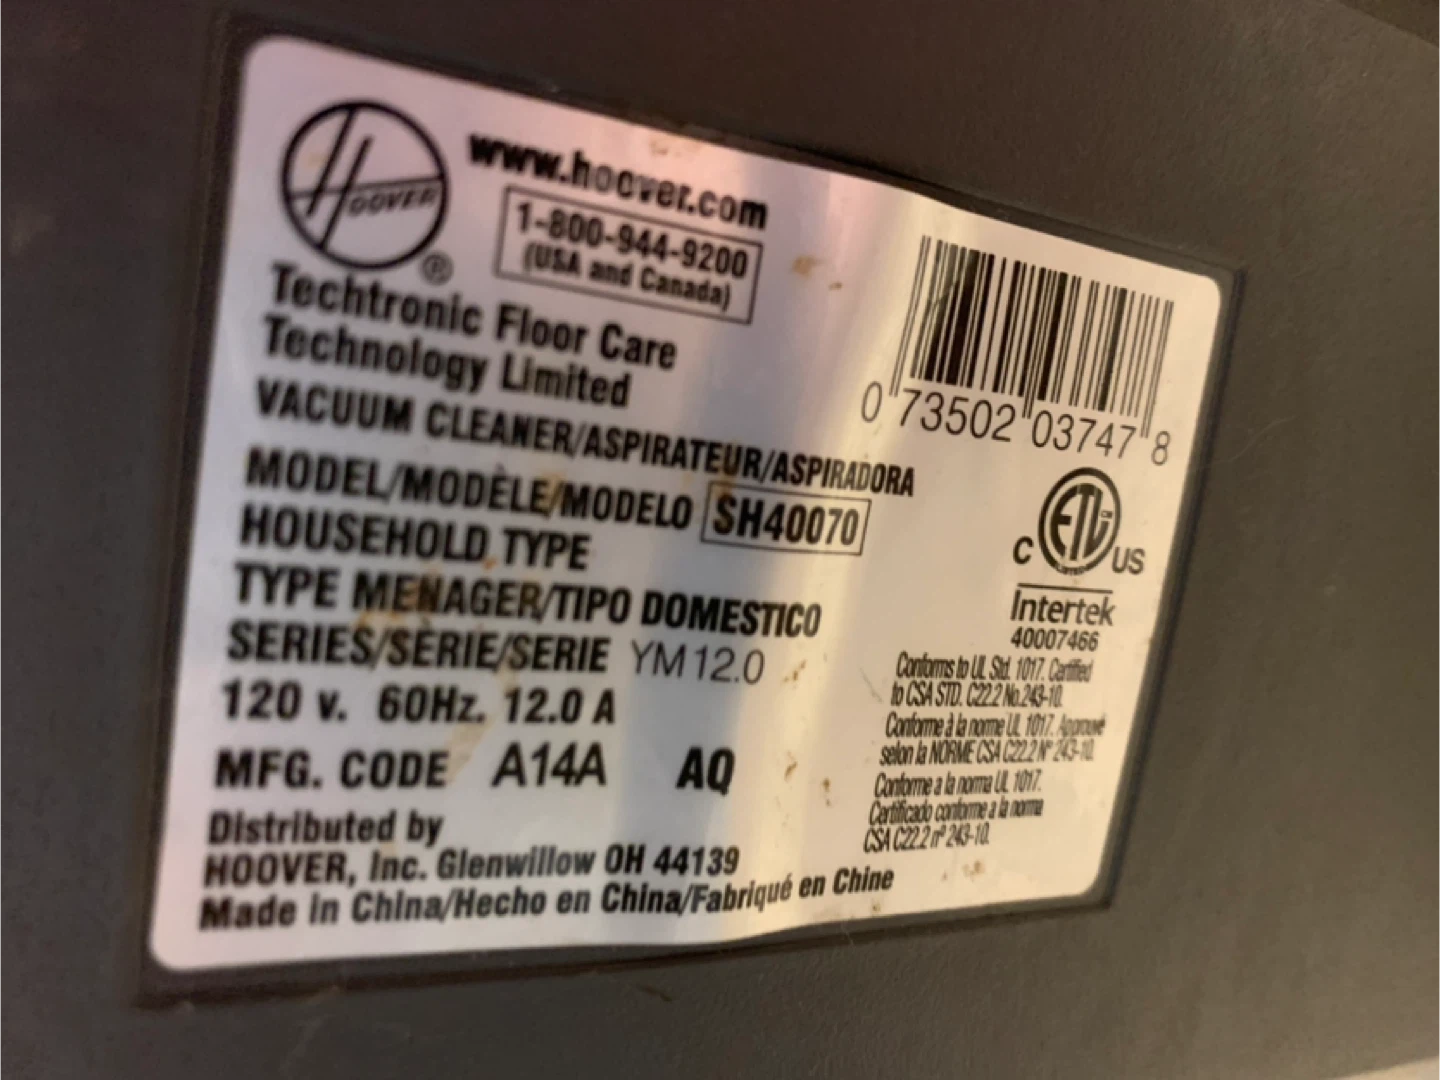 HOOVER
®
www.hoover.com
1-800-944-9200
(USA and Canada)
Techtronic Floor Care
Technology Limited
VACUUM CLEANER/ASPIRATEUR/ASPIRADORA
MODEL/MODÈLE/MODELO SH40070
HOUSEHOLD TYPE
TYPE MENAGER/TIPO DOMESTICO
SERIES/SÉRIE/SERIE YM12.0
120 v. 60Hz. 12.0 A
MFG. CODE A14A AQ
Distributed by
HOOVER, Inc. Glenwillow OH 44139
Made in China/Hecho en China/Fabriqué en Chine
0 73502 03747 8
C ETL US
Intertek
40007466
Conforms to UL Std. 1017. Certified
to CSA STD. C22.2 No.243-10.
Conforme à la norme UL 1017. Approuvé
selon la NORME CSA C22.2 N° 243-10.
Conforme a la norma UL 1017.
Certificado conforme a la norma
CSA C22.2 nº 243-10.